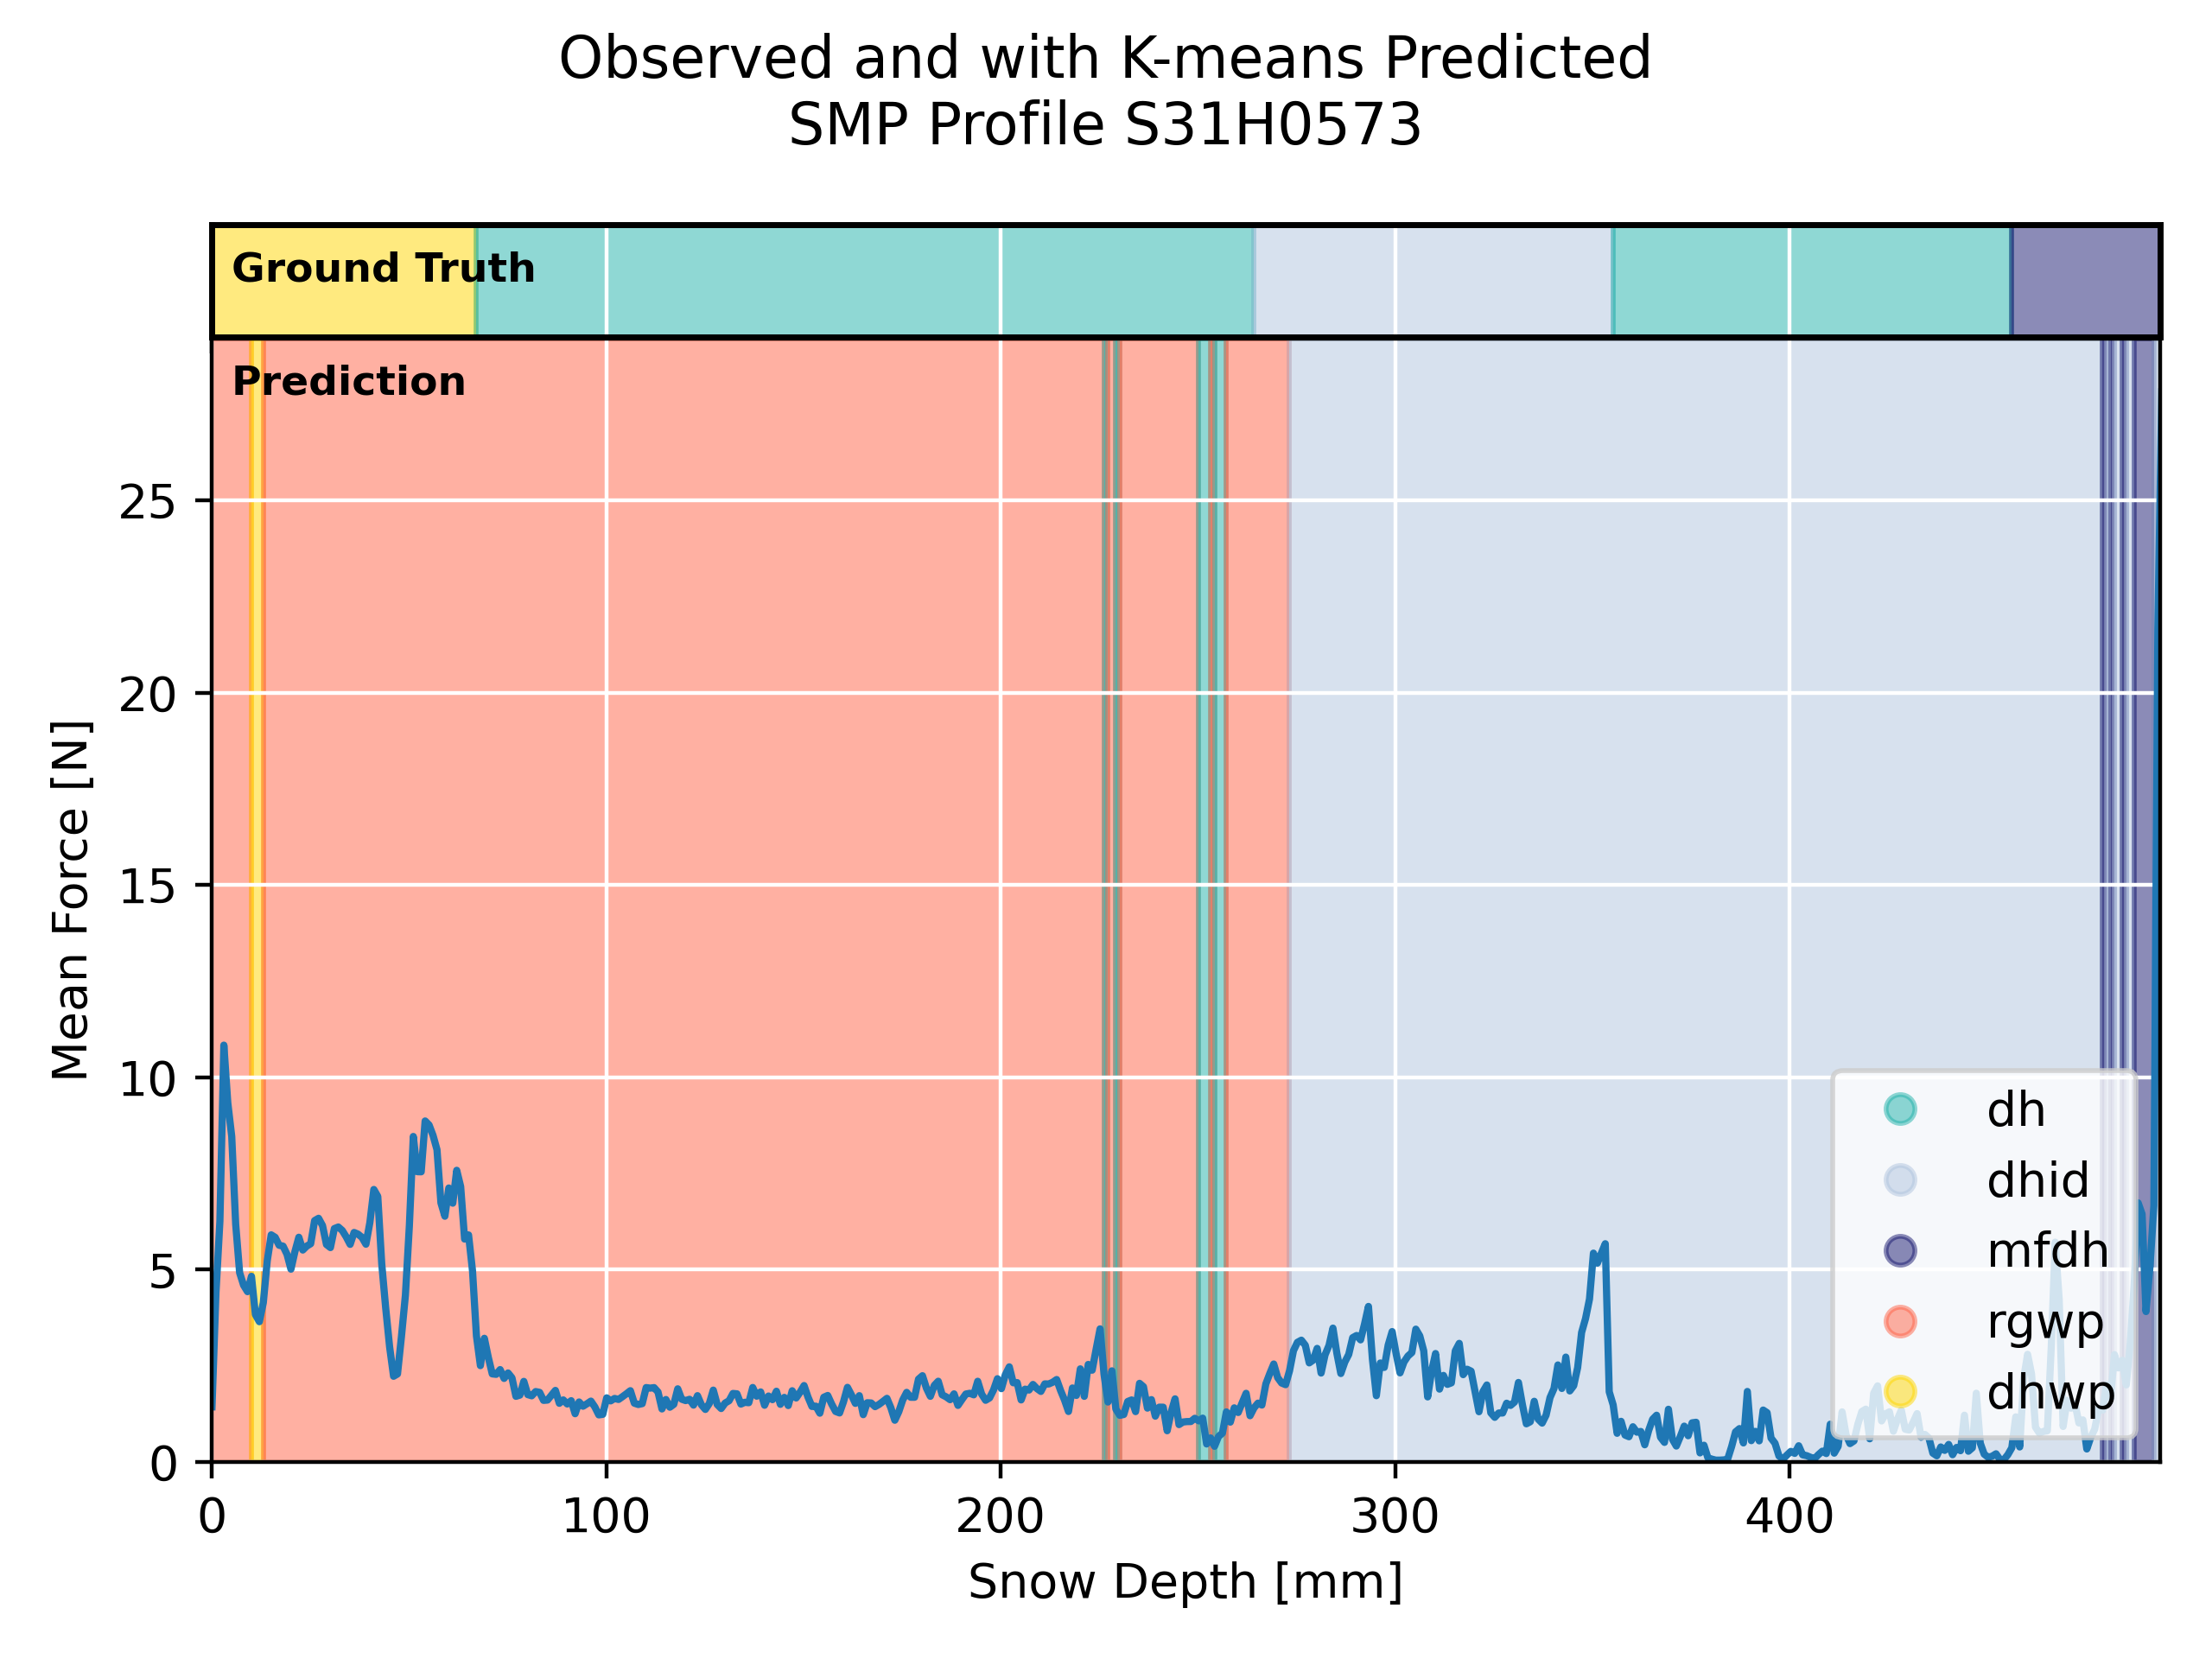 Observed and with K-means Predicted
SMP Profile S31H0573
Ground Truth
Prediction
25
20
15
10
5
0
Mean Force [N]
0 100 200 300 400
Snow Depth [mm]
dh
dhid
mfdh
rgwp
dhwp